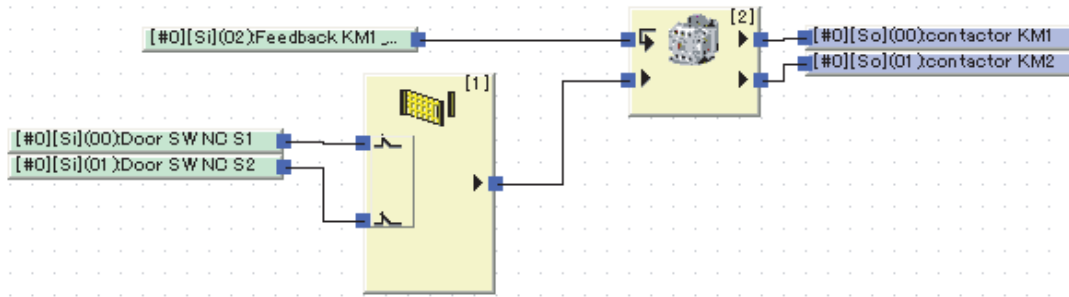 [2]
[#0][Si](02):Feedback KM1_...
[#0][So](00):contactor KM1
[#0][So](01):contactor KM2
[1]
[#0][Si](00):Door SW NC S1
[#0][Si](01):Door SW NC S2